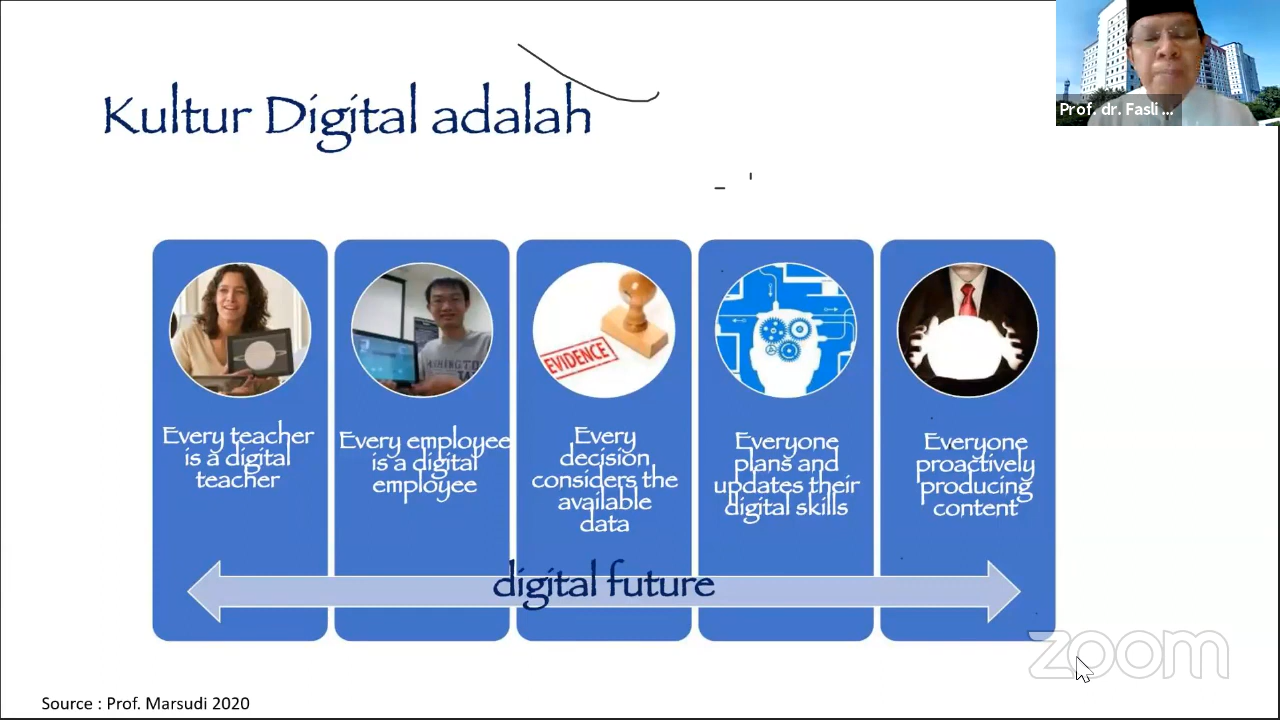 Kultur Digital adalah
Prof. dr. Fasli ...
EVIDENCE
Every teacher
is a digital
teacher
Every employee
is a digital
employee
Every
decision
considers the
available
data
Everyone
plans and
updates their
digital skills
Everyone
proactively
producing
content
digital future
zoom
Source : Prof. Marsudi 2020